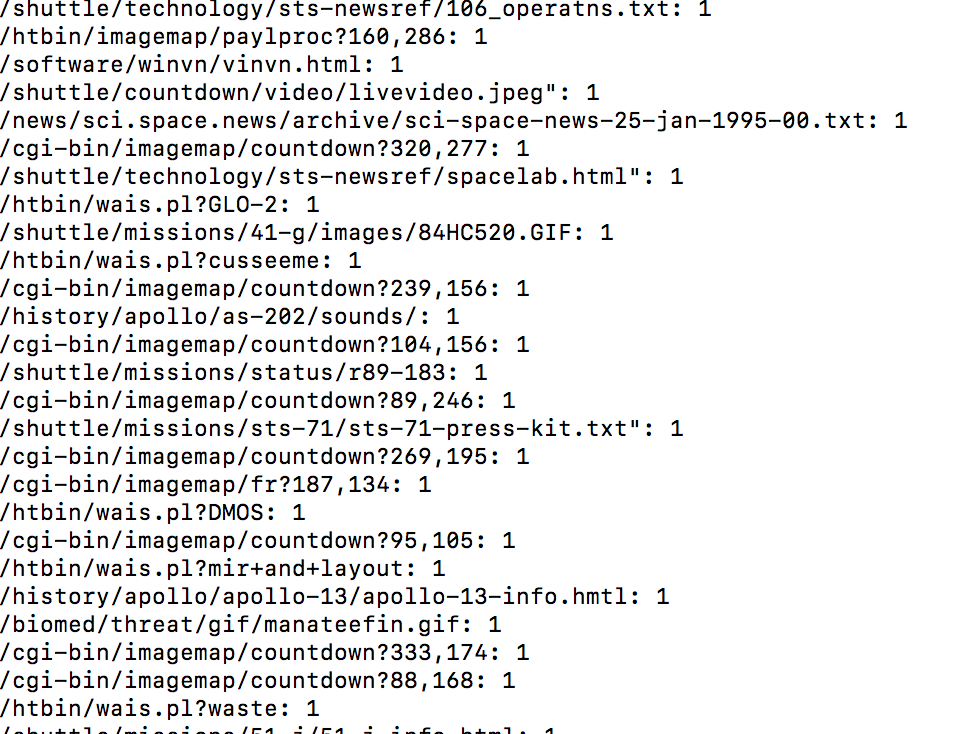 /shuttle/technology/sts-newsref/106_operatns.txt: 1
/htbin/imagemap/paylproc?160,286: 1
/software/winvn/vinvn.html: 1
/shuttle/countdown/video/livevideo.jpeg": 1
/news/sci.space.news/archive/sci-space-news-25-jan-1995-00.txt: 1
/cgi-bin/imagemap/countdown?320,277: 1
/shuttle/technology/sts-newsref/spacelab.html": 1
/htbin/wais.pl?GLO-2: 1
/shuttle/missions/41-g/images/84HC520.GIF: 1
/htbin/wais.pl?cusseeme: 1
/cgi-bin/imagemap/countdown?239,156: 1
/history/apollo/as-202/sounds/: 1
/cgi-bin/imagemap/countdown?104,156: 1
/shuttle/missions/status/r89-183: 1
/cgi-bin/imagemap/countdown?89,246: 1
/shuttle/missions/sts-71/sts-71-press-kit.txt": 1
/cgi-bin/imagemap/countdown?269,195: 1
/cgi-bin/imagemap/fr?187,134: 1
/htbin/wais.pl?DMOS: 1
/cgi-bin/imagemap/countdown?95,105: 1
/htbin/wais.pl?mir+and+layout: 1
/history/apollo/apollo-13/apollo-13-info.hmtl: 1
/biomed/threat/gif/manateefin.gif: 1
/cgi-bin/imagemap/countdown?333,174: 1
/cgi-bin/imagemap/countdown?88,168: 1
/htbin/wais.pl?waste: 1